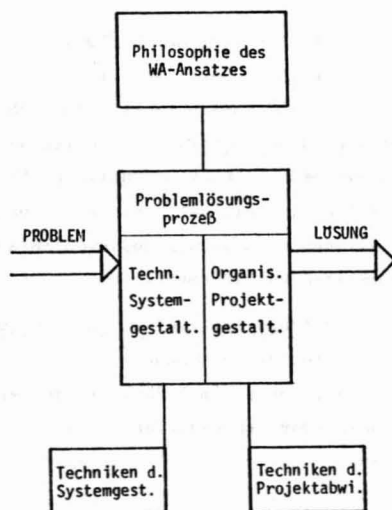 Philosophie des
WA-Ansatzes
Problemlösungs-
prozeß
PROBLEM
LÖSUNG
Techn.
System-
gestalt.
Organis.
Projekt-
gestalt.
Techniken d.
Systemgest.
Techniken d.
Projektabwi.